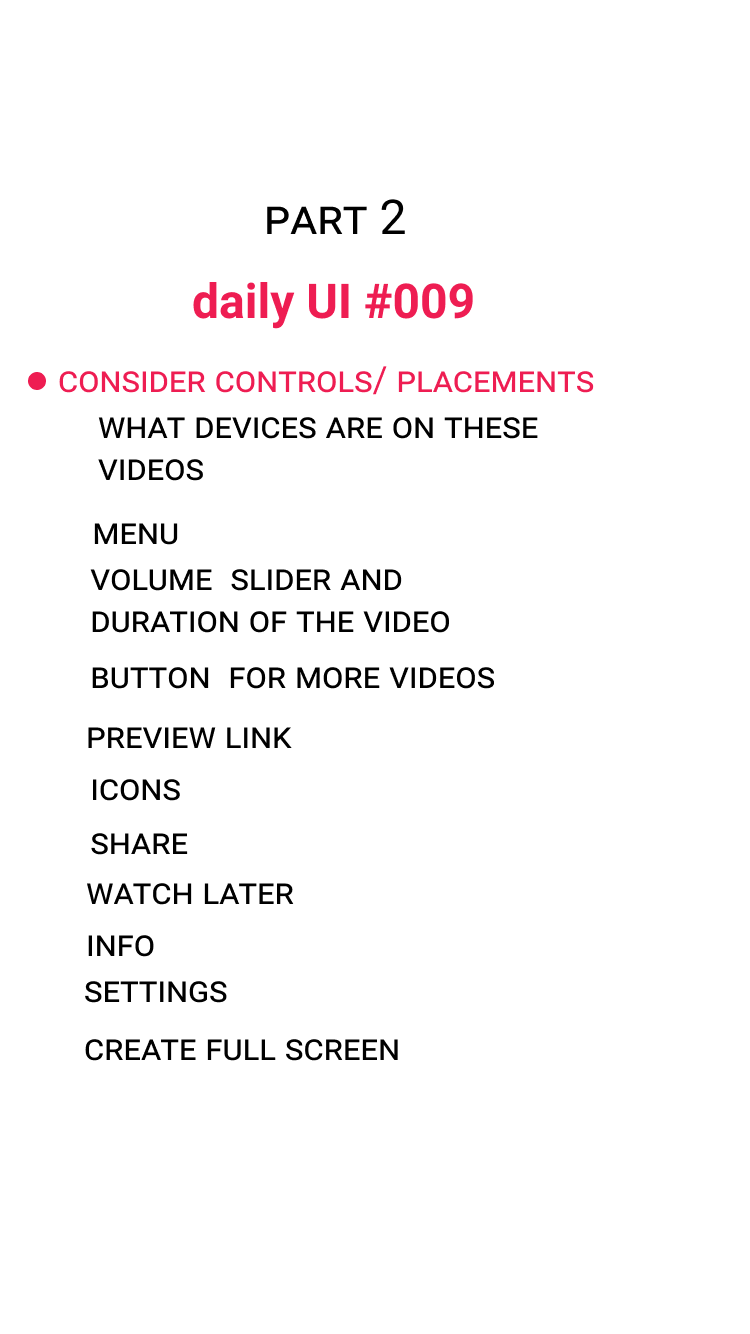 PART 2
daily UI #009
CONSIDER CONTROLS/ PLACEMENTS
WHAT DEVICES ARE ON THESE
VIDEOS
MENU
VOLUME SLIDER AND
DURATION OF THE VIDEO
BUTTON FOR MORE VIDEOS
PREVIEW LINK
ICONS
SHARE
WATCH LATER
INFO
SETTINGS
CREATE FULL SCREEN